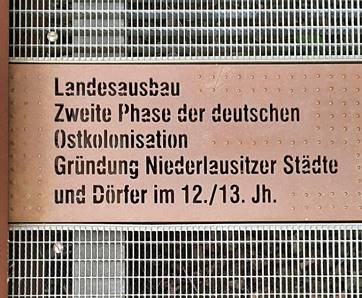 Landesausbau
Zweite Phase der deutschen
Ostkolonisation
Gründung Niederlausitzer Städte
und Dörfer im 12./13. Jh.